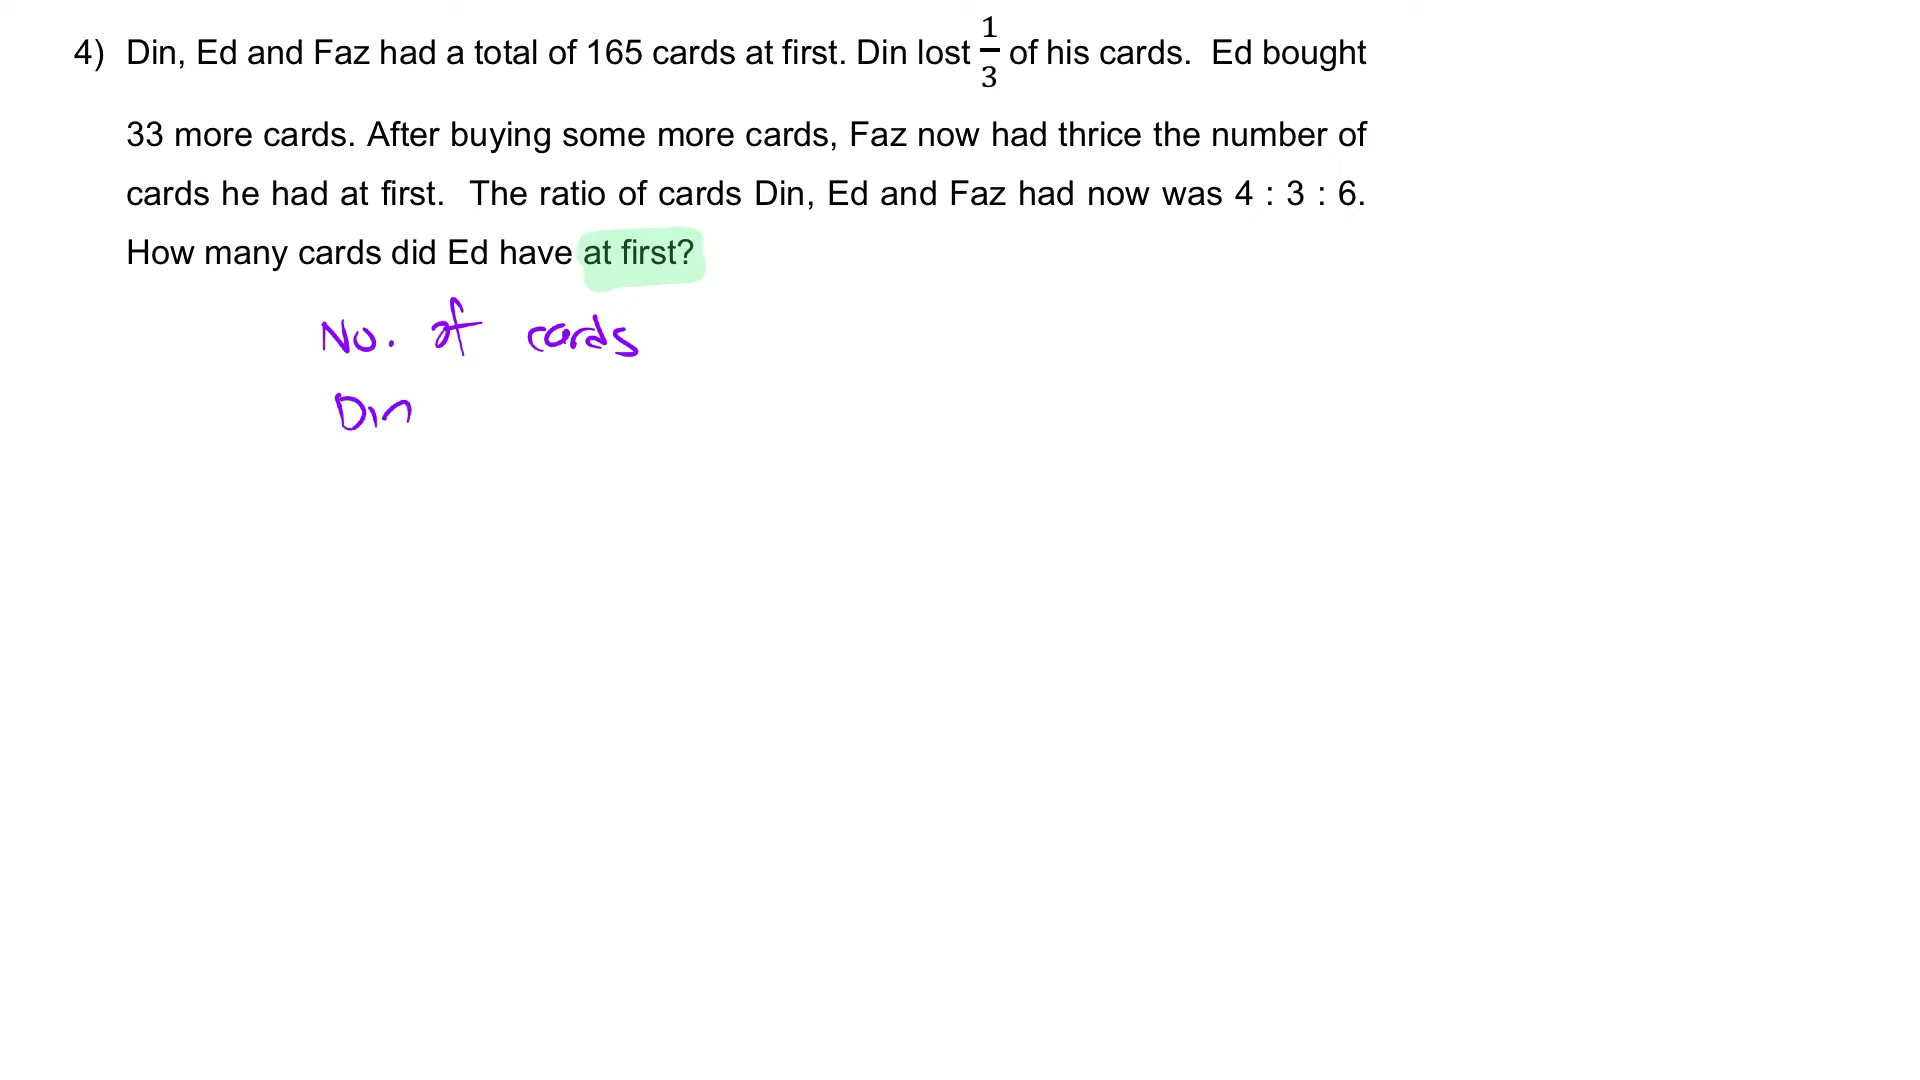 4) Din, Ed and Faz had a total of 165 cards at first. Din lost 1/3 of his cards. Ed bought
33 more cards. After buying some more cards, Faz now had thrice the number of
cards he had at first. The ratio of cards Din, Ed and Faz had now was 4 : 3 : 6.
How many cards did Ed have at first?
No. of cards
Din